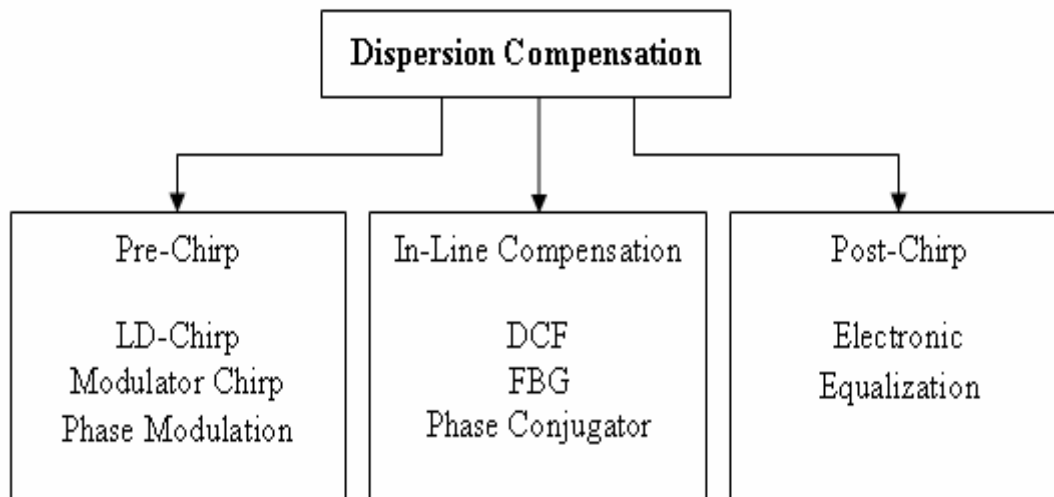 Dispersion Compensation
Pre-Chirp
LD-Chirp
Modulator Chirp
Phase Modulation
In-Line Compensation
DCF
FBG
Phase Conjugator
Post-Chirp
Electronic
Equalization